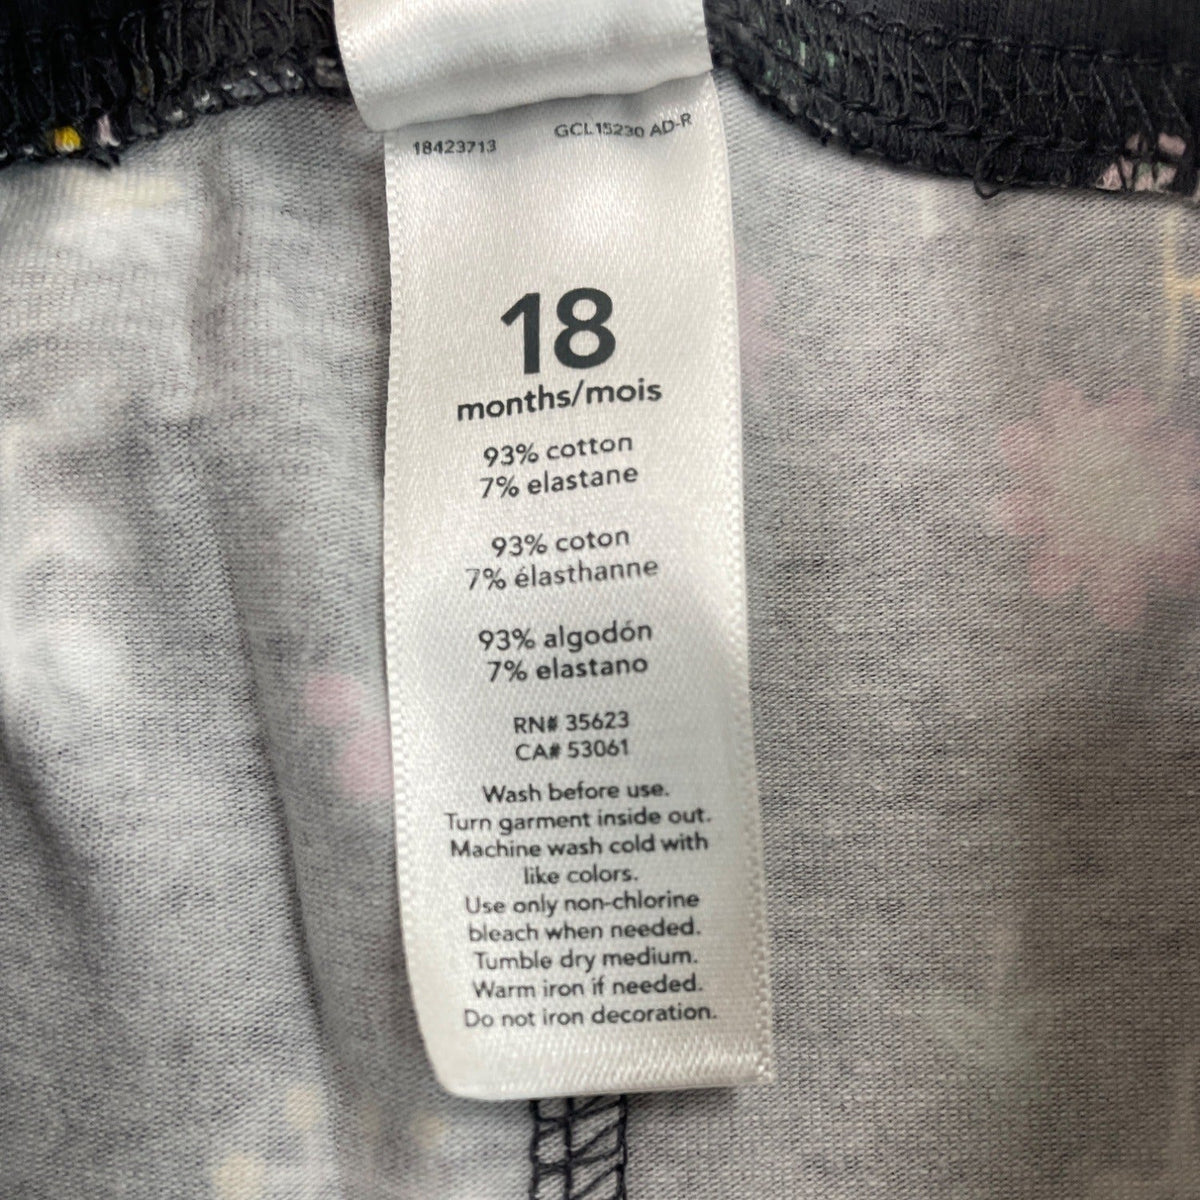 18423713 GCL15230 AD-R
18
months/mois
93% cotton
7% elastane
93% coton
7% élasthanne
93% algodón
7% elastano
RN# 35623
CA# 53061
Wash before use.
Turn garment inside out.
Machine wash cold with
like colors.
Use only non-chlorine
bleach when needed.
Tumble dry medium.
Warm iron if needed.
Do not iron decoration.